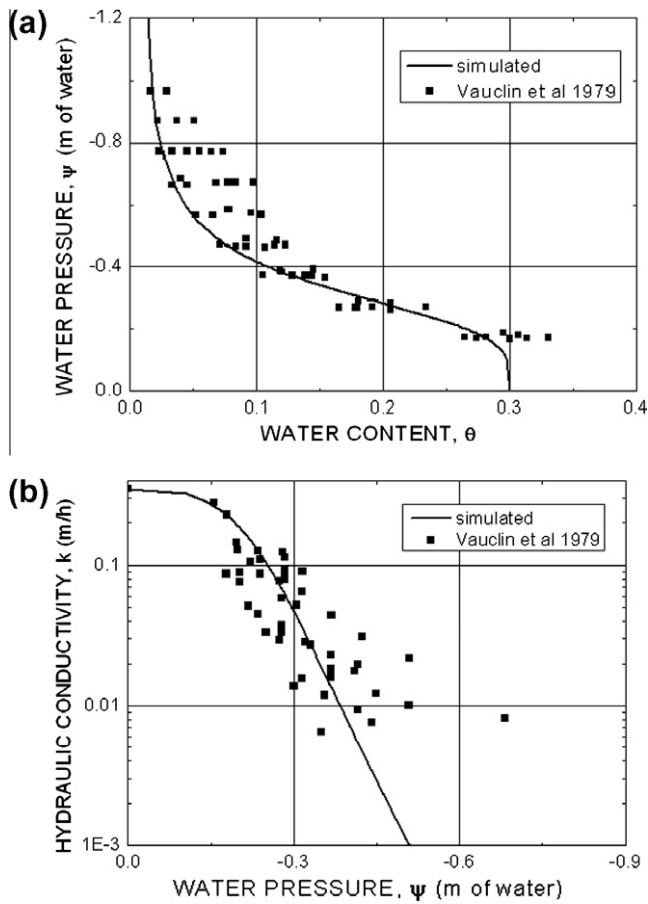 (a)
-1.2
-0.8
-0.4
0.0
WATER PRESSURE, ψ (m of water)
simulated
Vauclin et al 1979
0.0 0.1 0.2 0.3 0.4
WATER CONTENT, θ
(b)
0.1
0.01
1E-3
HYDRAULIC CONDUCTIVITY, k (m/h)
simulated
Vauclin et al 1979
0.0 -0.3 -0.6 -0.9
WATER PRESSURE, ψ (m of water)